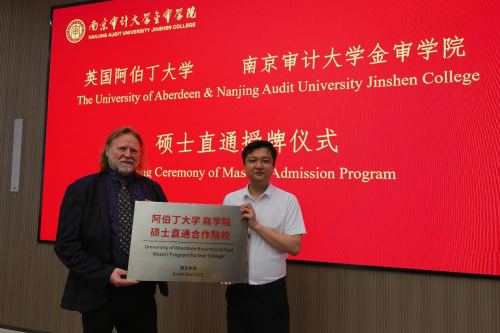 南京审计大学金审学院
NANJING AUDIT UNIVERSITY JINSHEN COLLEGE
英国阿伯丁大学 南京审计大学金审学院
The University of Aberdeen & Nanjing Audit University Jinshen College
硕士直通授牌仪式
ng Ceremony of Mas Admission Program
阿伯丁大学 商学院
硕士直通合作院校
University of Aberdeen Business School
Master Program Partner College